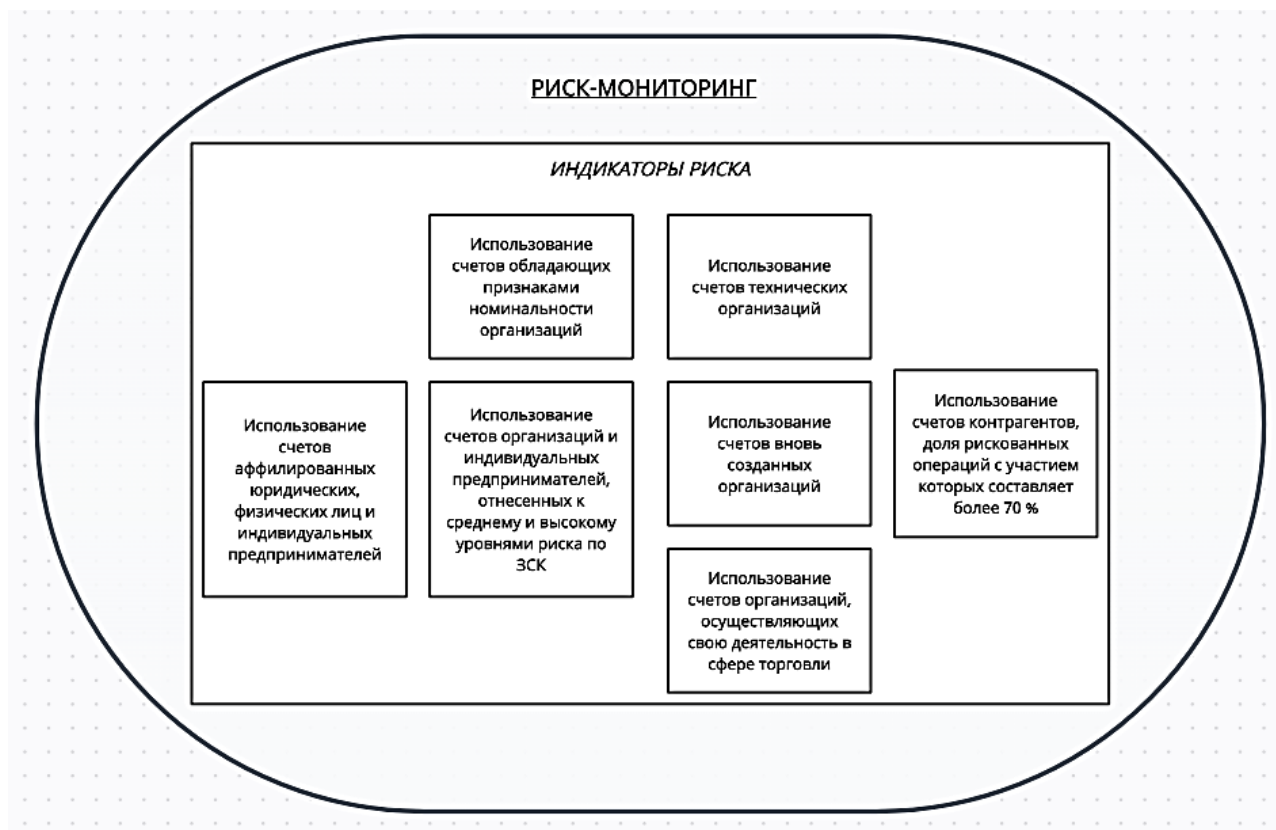 РИСК-МОНИТОРИНГ
ИНДИКАТОРЫ РИСКА
Использование
счетов обладающих
признаками
номинальности
организаций
Использование
счетов технических
организаций
Использование
счетов
аффилированных
юридических,
физических лиц и
индивидуальных
предпринимателей
Использование
счетов организаций и
индивидуальных
предпринимателей,
отнесенных к
среднему и высокому
уровнями риска по
ЗСК
Использование
счетов вновь
созданных
организаций
Использование
счетов контрагентов,
доля рискованных
операций с участием
которых составляет
более 70 %
Использование
счетов организаций,
осуществляющих
свою деятельность в
сфере торговли